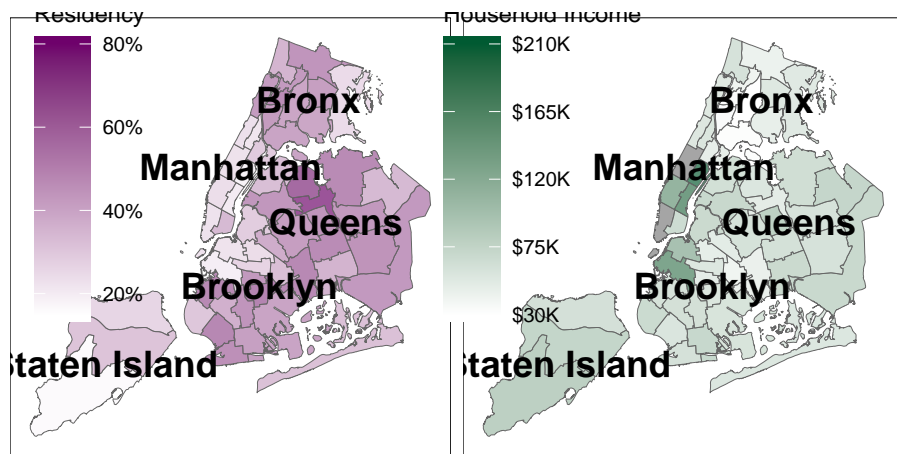 Residency
80%
60%
40%
20%
Bronx
Manhattan
Queens
Brooklyn
Staten Island
Household Income
$210K
$165K
$120K
$75K
$30K
Bronx
Manhattan
Queens
Brooklyn
Staten Island